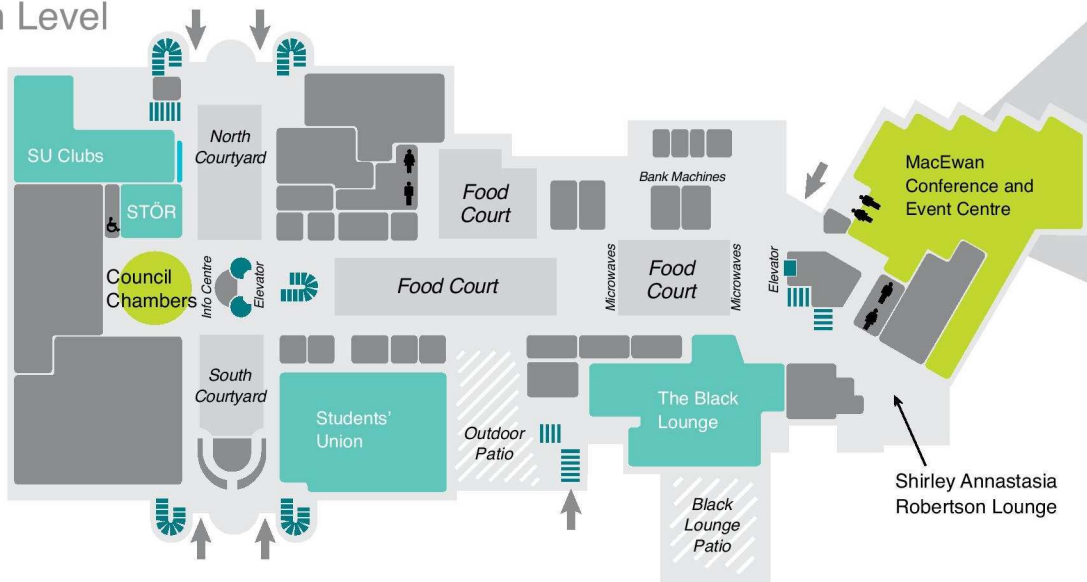 Level
North
Courtyard
SU Clubs
STÖR
Council
Chambers
Info Centre
Elevator
South
Courtyard
Students'
Union
Food
Court
Food Court
Outdoor
Patio
Bank Machines
Microwaves
Food
Court
Microwaves
Elevator
The Black
Lounge
Black
Lounge
Patio
MacEwan
Conference and
Event Centre
Shirley Annastasia
Robertson Lounge